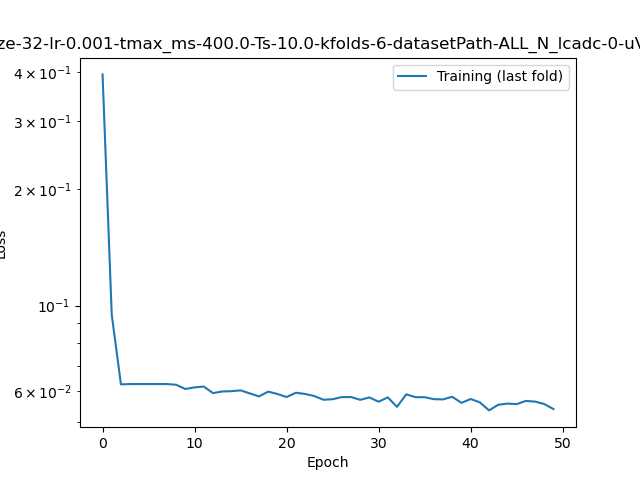 ze-32-lr-0.001-tmax_ms-400.0-Ts-10.0-kfolds-6-datasetPath-ALL_N_lcadc-0-uV
Training (last fold)
4 × 10⁻¹
3 × 10⁻¹
2 × 10⁻¹
10⁻¹
6 × 10⁻²
Loss
0 10 20 30 40 50
Epoch